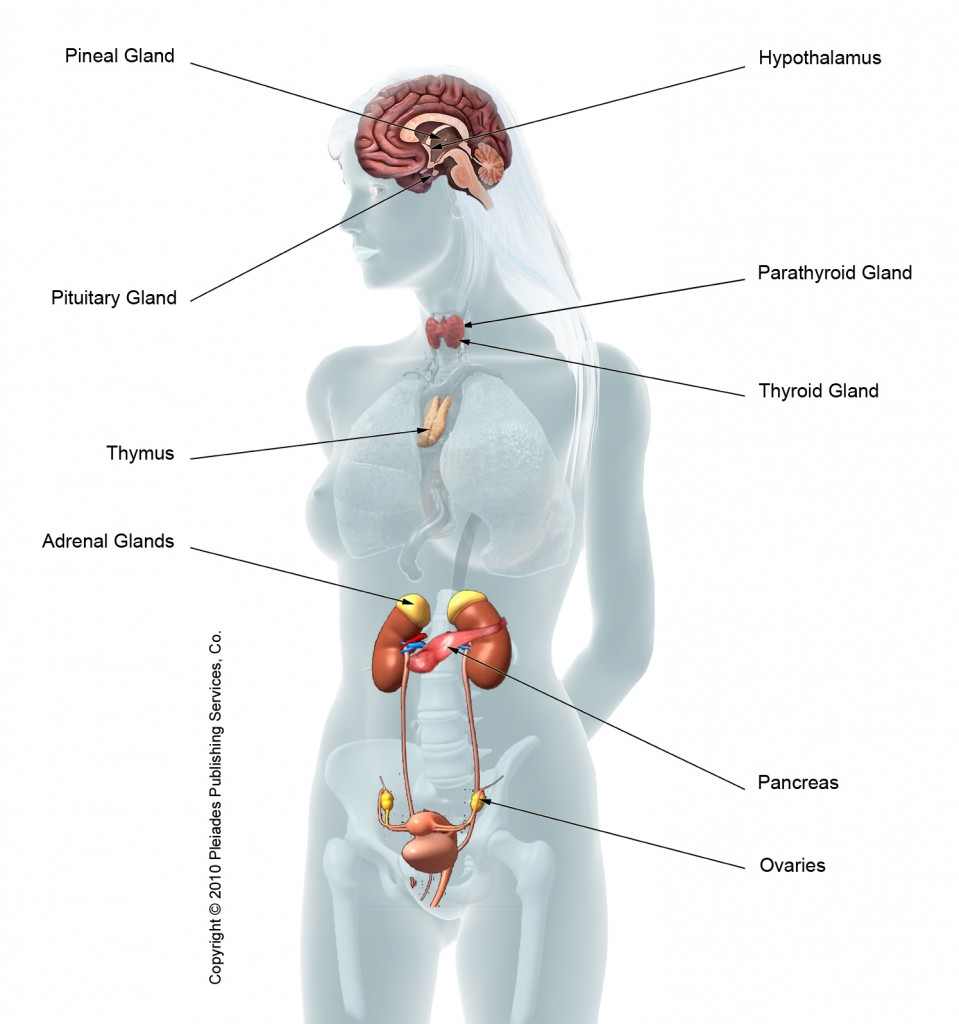 Pineal Gland
Hypothalamus
Pituitary Gland
Parathyroid Gland
Thyroid Gland
Thymus
Adrenal Glands
Pancreas
Ovaries
Copyright © 2010 Pleiades Publishing Services, Co.